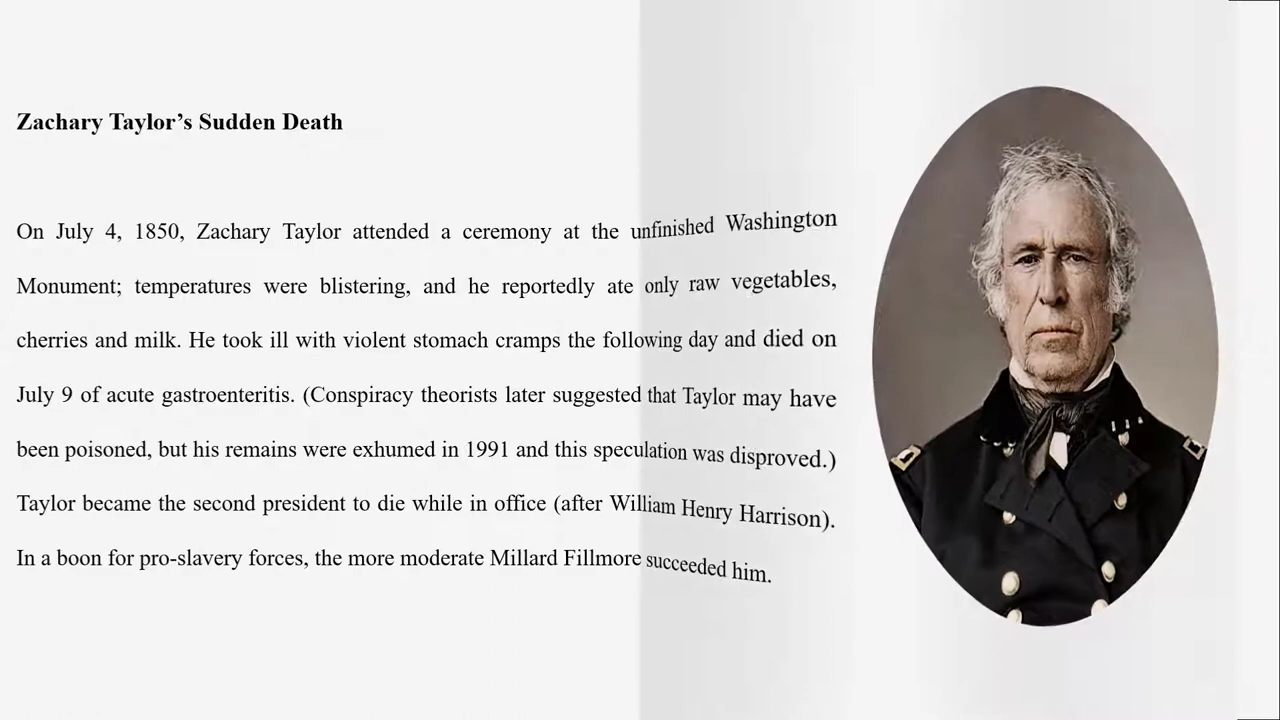 Zachary Taylor’s Sudden Death
On July 4, 1850, Zachary Taylor attended a ceremony at the unfinished Washington
Monument; temperatures were blistering, and he reportedly ate only raw vegetables,
cherries and milk. He took ill with violent stomach cramps the following day and died on
July 9 of acute gastroenteritis. (Conspiracy theorists later suggested that Taylor may have
been poisoned, but his remains were exhumed in 1991 and this speculation was disproved.)
Taylor became the second president to die while in office (after William Henry Harrison).
In a boon for pro-slavery forces, the more moderate Millard Fillmore succeeded him.